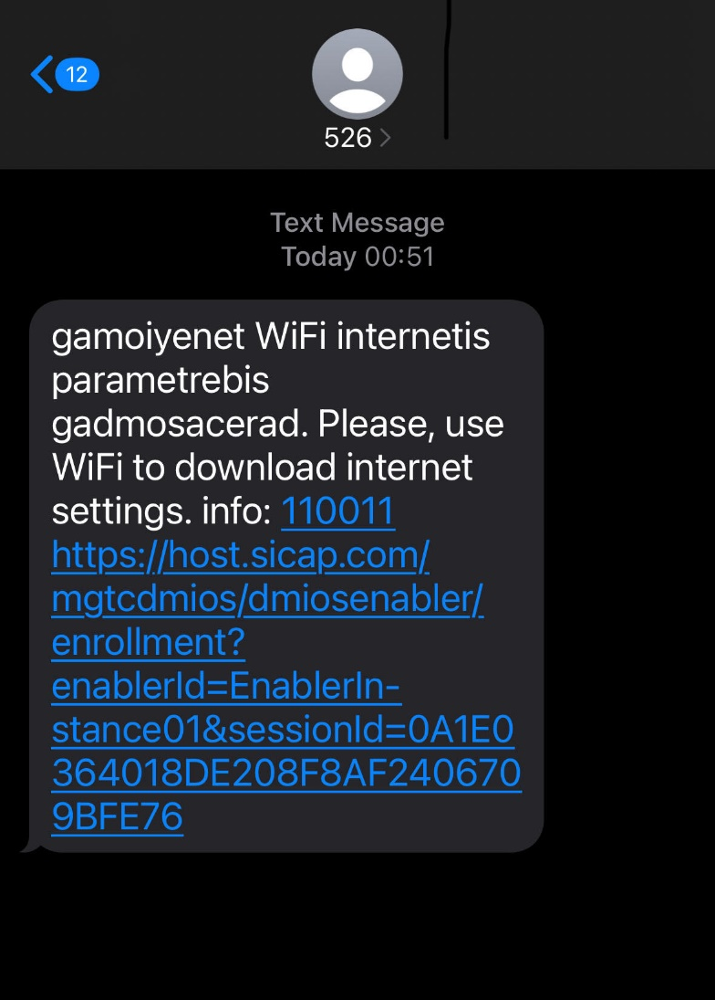 12
526
Text Message
Today 00:51
gamoiyenet WiFi internetis
parametrebis
gadmosacerad. Please, use
WiFi to download internet
settings. info: 110011
https://host.sicap.com/
mgtcdmios/dmiosenabler/
enrollment?
enablerId=EnablerIn-
stance01&sessionId=0A1E0
364018DE208F8AF240670
9BFE76